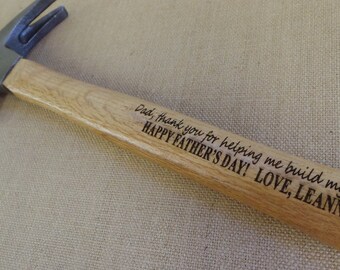 Dad, thank you for helping me build my
HAPPY FATHER'S DAY! LOVE, LEANN